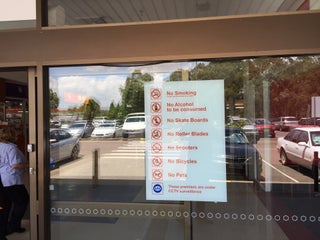 No Smoking
No Alcohol
to be consumed
No Skate Boards
No Roller Blades
No Scooters
No Bicycles
No Pets
These premises are under
CCTV surveillance